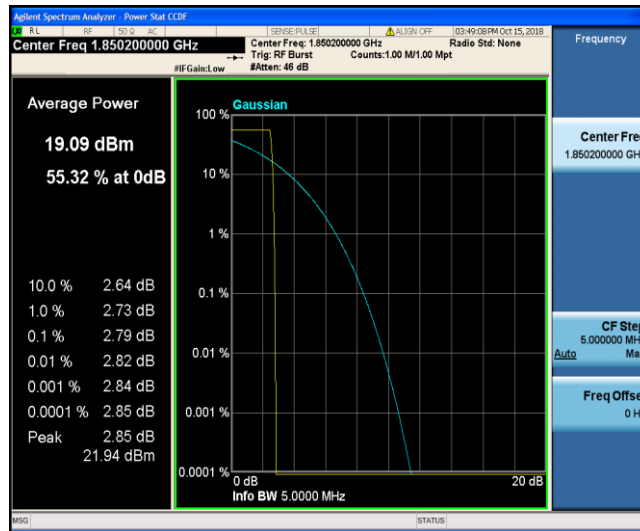 Agilent Spectrum Analyzer - Power Stat CCDF
RL RF 50 Ω AC SENSE:PULSE ALIGN OFF 03:49:08PM Oct 15, 2018
Center Freq 1.850200000 GHz
Center Freq: 1.850200000 GHz
Radio Std: None
Trig: RF Burst
Counts:1.00 M/1.00 Mpt
#IFGain:Low
#Atten: 46 dB
Average Power
19.09 dBm
55.32 % at 0dB
10.0 % 2.64 dB
1.0 % 2.73 dB
0.1 % 2.79 dB
0.01 % 2.82 dB
0.001 % 2.84 dB
0.0001 % 2.85 dB
Peak 2.85 dB
21.94 dBm
Gaussian
100 %
10 %
1 %
0.1 %
0.01 %
0.001 %
0.0001 %
0 dB
20 dB
Info BW 5.0000 MHz
Frequency
Center Fre
1.850200000 GH
CF Step
5.000000 MH
Auto Ma
Freq Offse
0 H
MSG
STATUS